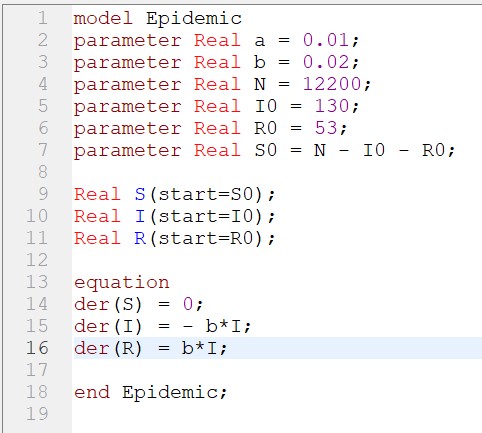 1 model Epidemic
2 parameter Real a = 0.01;
3 parameter Real b = 0.02;
4 parameter Real N = 12200;
5 parameter Real I0 = 130;
6 parameter Real R0 = 53;
7 parameter Real S0 = N - I0 - R0;
8
9 Real S(start=S0);
10 Real I(start=I0);
11 Real R(start=R0);
12
13 equation
14 der(S) = 0;
15 der(I) = - b*I;
16 der(R) = b*I;
17
18 end Epidemic;
19